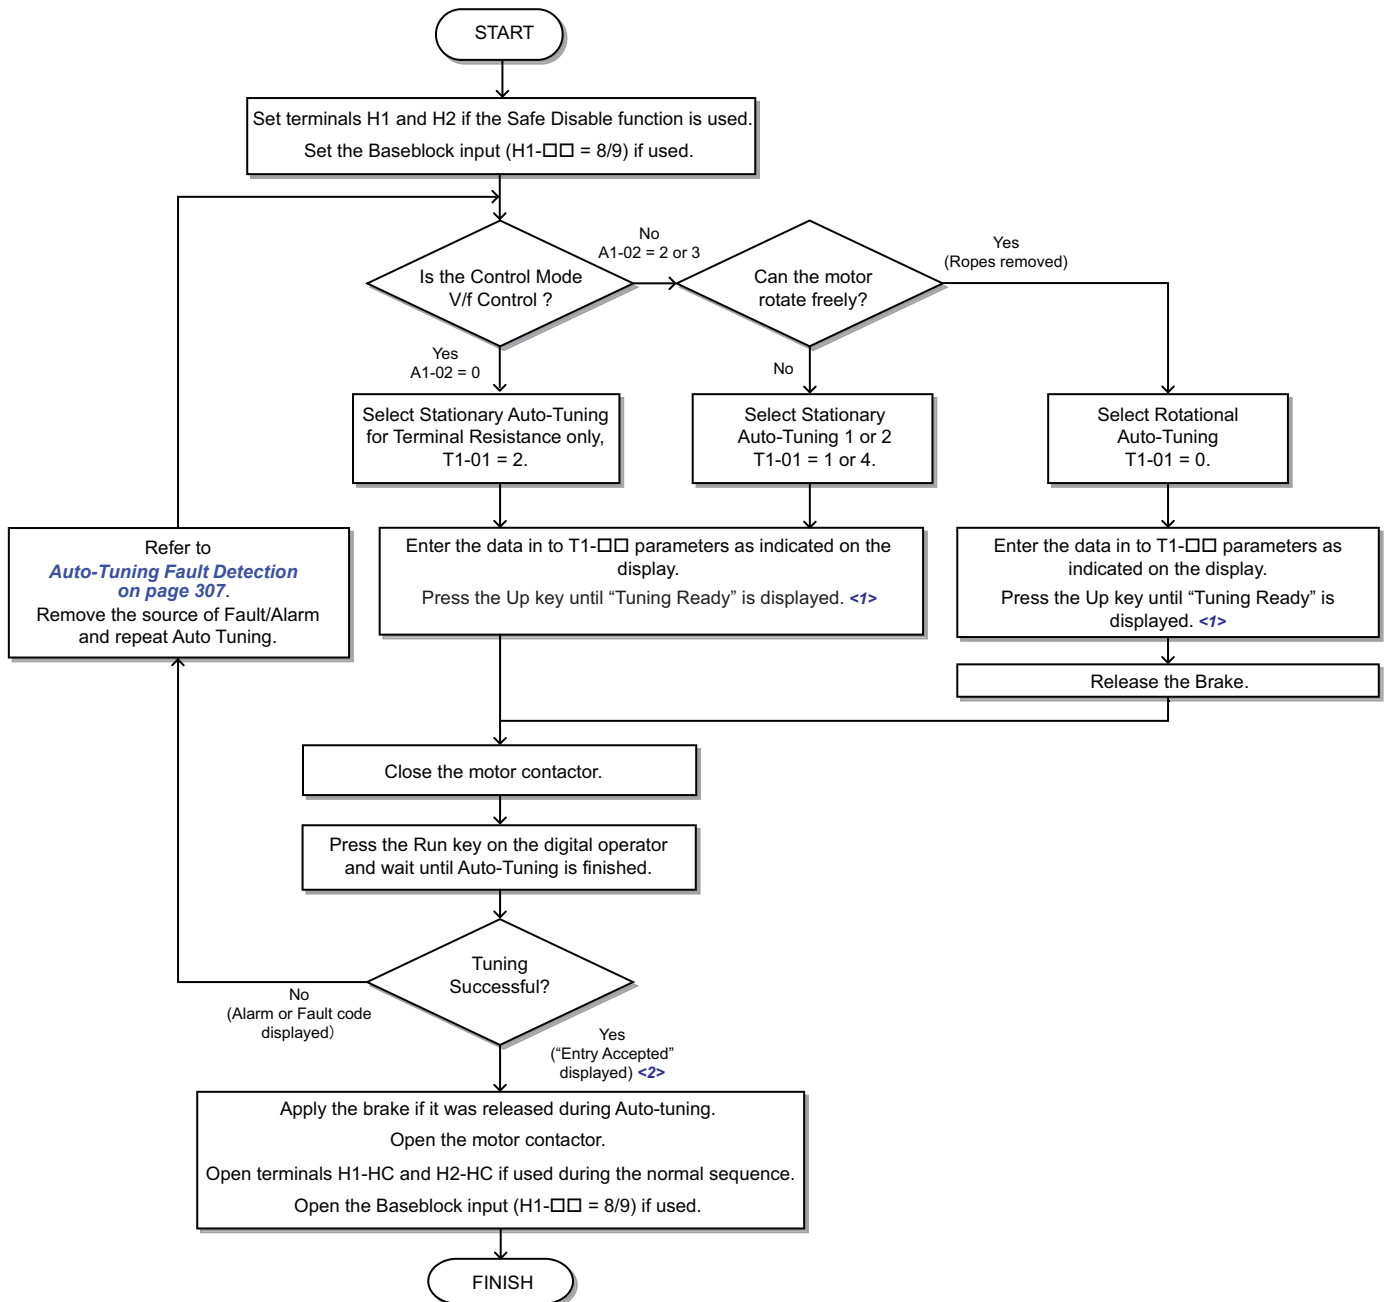 START
Set terminals H1 and H2 if the Safe Disable function is used.
Set the Baseblock input (H1-□□ = 8/9) if used.
Is the Control Mode
V/f Control ?
No
A1-02 = 2 or 3
Can the motor
rotate freely?
Yes
(Ropes removed)
Yes
A1-02 = 0
No
Select Stationary Auto-Tuning
for Terminal Resistance only,
T1-01 = 2.
Select Stationary
Auto-Tuning 1 or 2
T1-01 = 1 or 4.
Select Rotational
Auto-Tuning
T1-01 = 0.
Refer to
Auto-Tuning Fault Detection
on page 307.
Remove the source of Fault/Alarm
and repeat Auto Tuning.
Enter the data in to T1-□□ parameters as indicated on the
display.
Press the Up key until “Tuning Ready” is displayed. <1>
Enter the data in to T1-□□ parameters as
indicated on the display.
Press the Up key until “Tuning Ready” is
displayed. <1>
Release the Brake.
Close the motor contactor.
Press the Run key on the digital operator
and wait until Auto-Tuning is finished.
Tuning
Successful?
No
(Alarm or Fault code
displayed)
Yes
(“Entry Accepted”
displayed) <2>
Apply the brake if it was released during Auto-tuning.
Open the motor contactor.
Open terminals H1-HC and H2-HC if used during the normal sequence.
Open the Baseblock input (H1-□□ = 8/9) if used.
FINISH